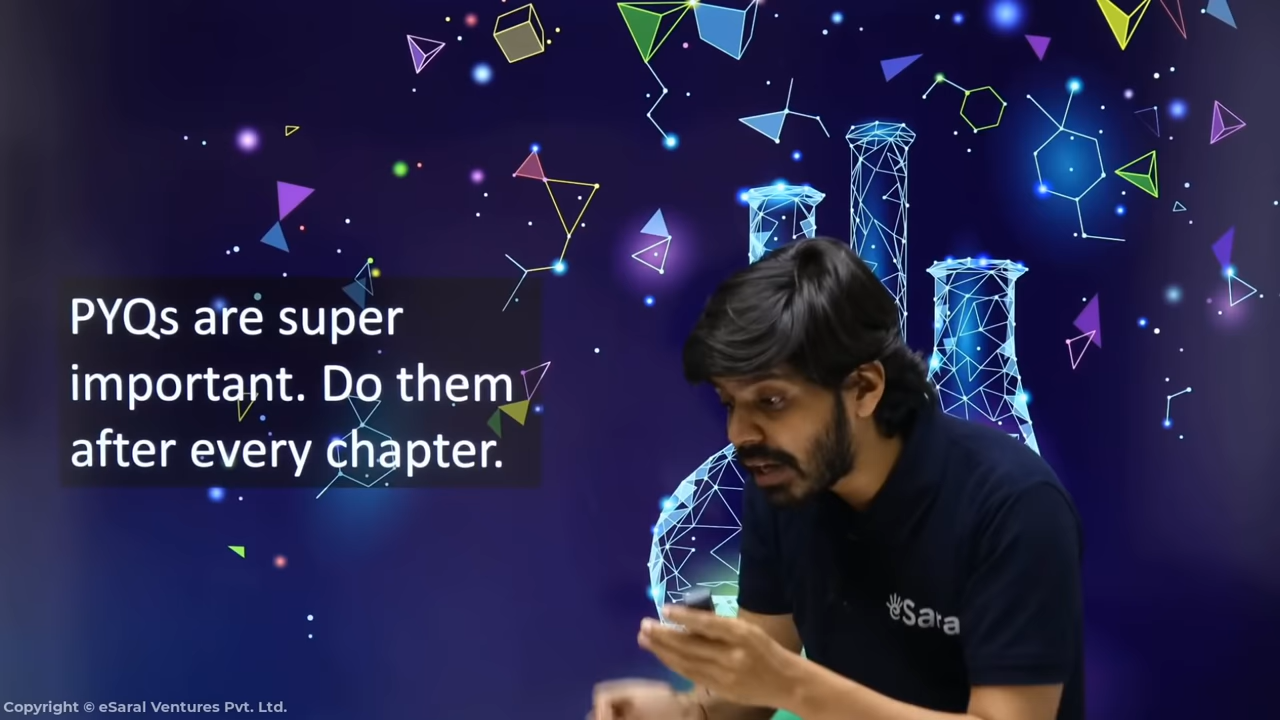 PYQs are super
important. Do them
after every chapter.
eSara
Copyright © eSaral Ventures Pvt. Ltd.